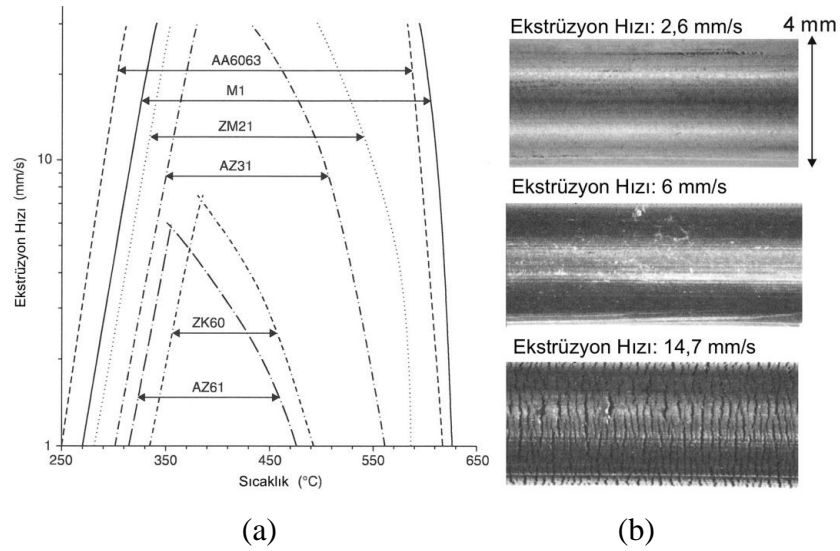 Ekstrüzyon Hızı (mm/s)
10
1
AA6063
M1
ZM21
AZ31
ZK60
AZ61
250
350
450
550
650
Sıcaklık (°C)
(a)
Ekstrüzyon Hızı: 2,6 mm/s
4 mm
Ekstrüzyon Hızı: 6 mm/s
Ekstrüzyon Hızı: 14,7 mm/s
(b)